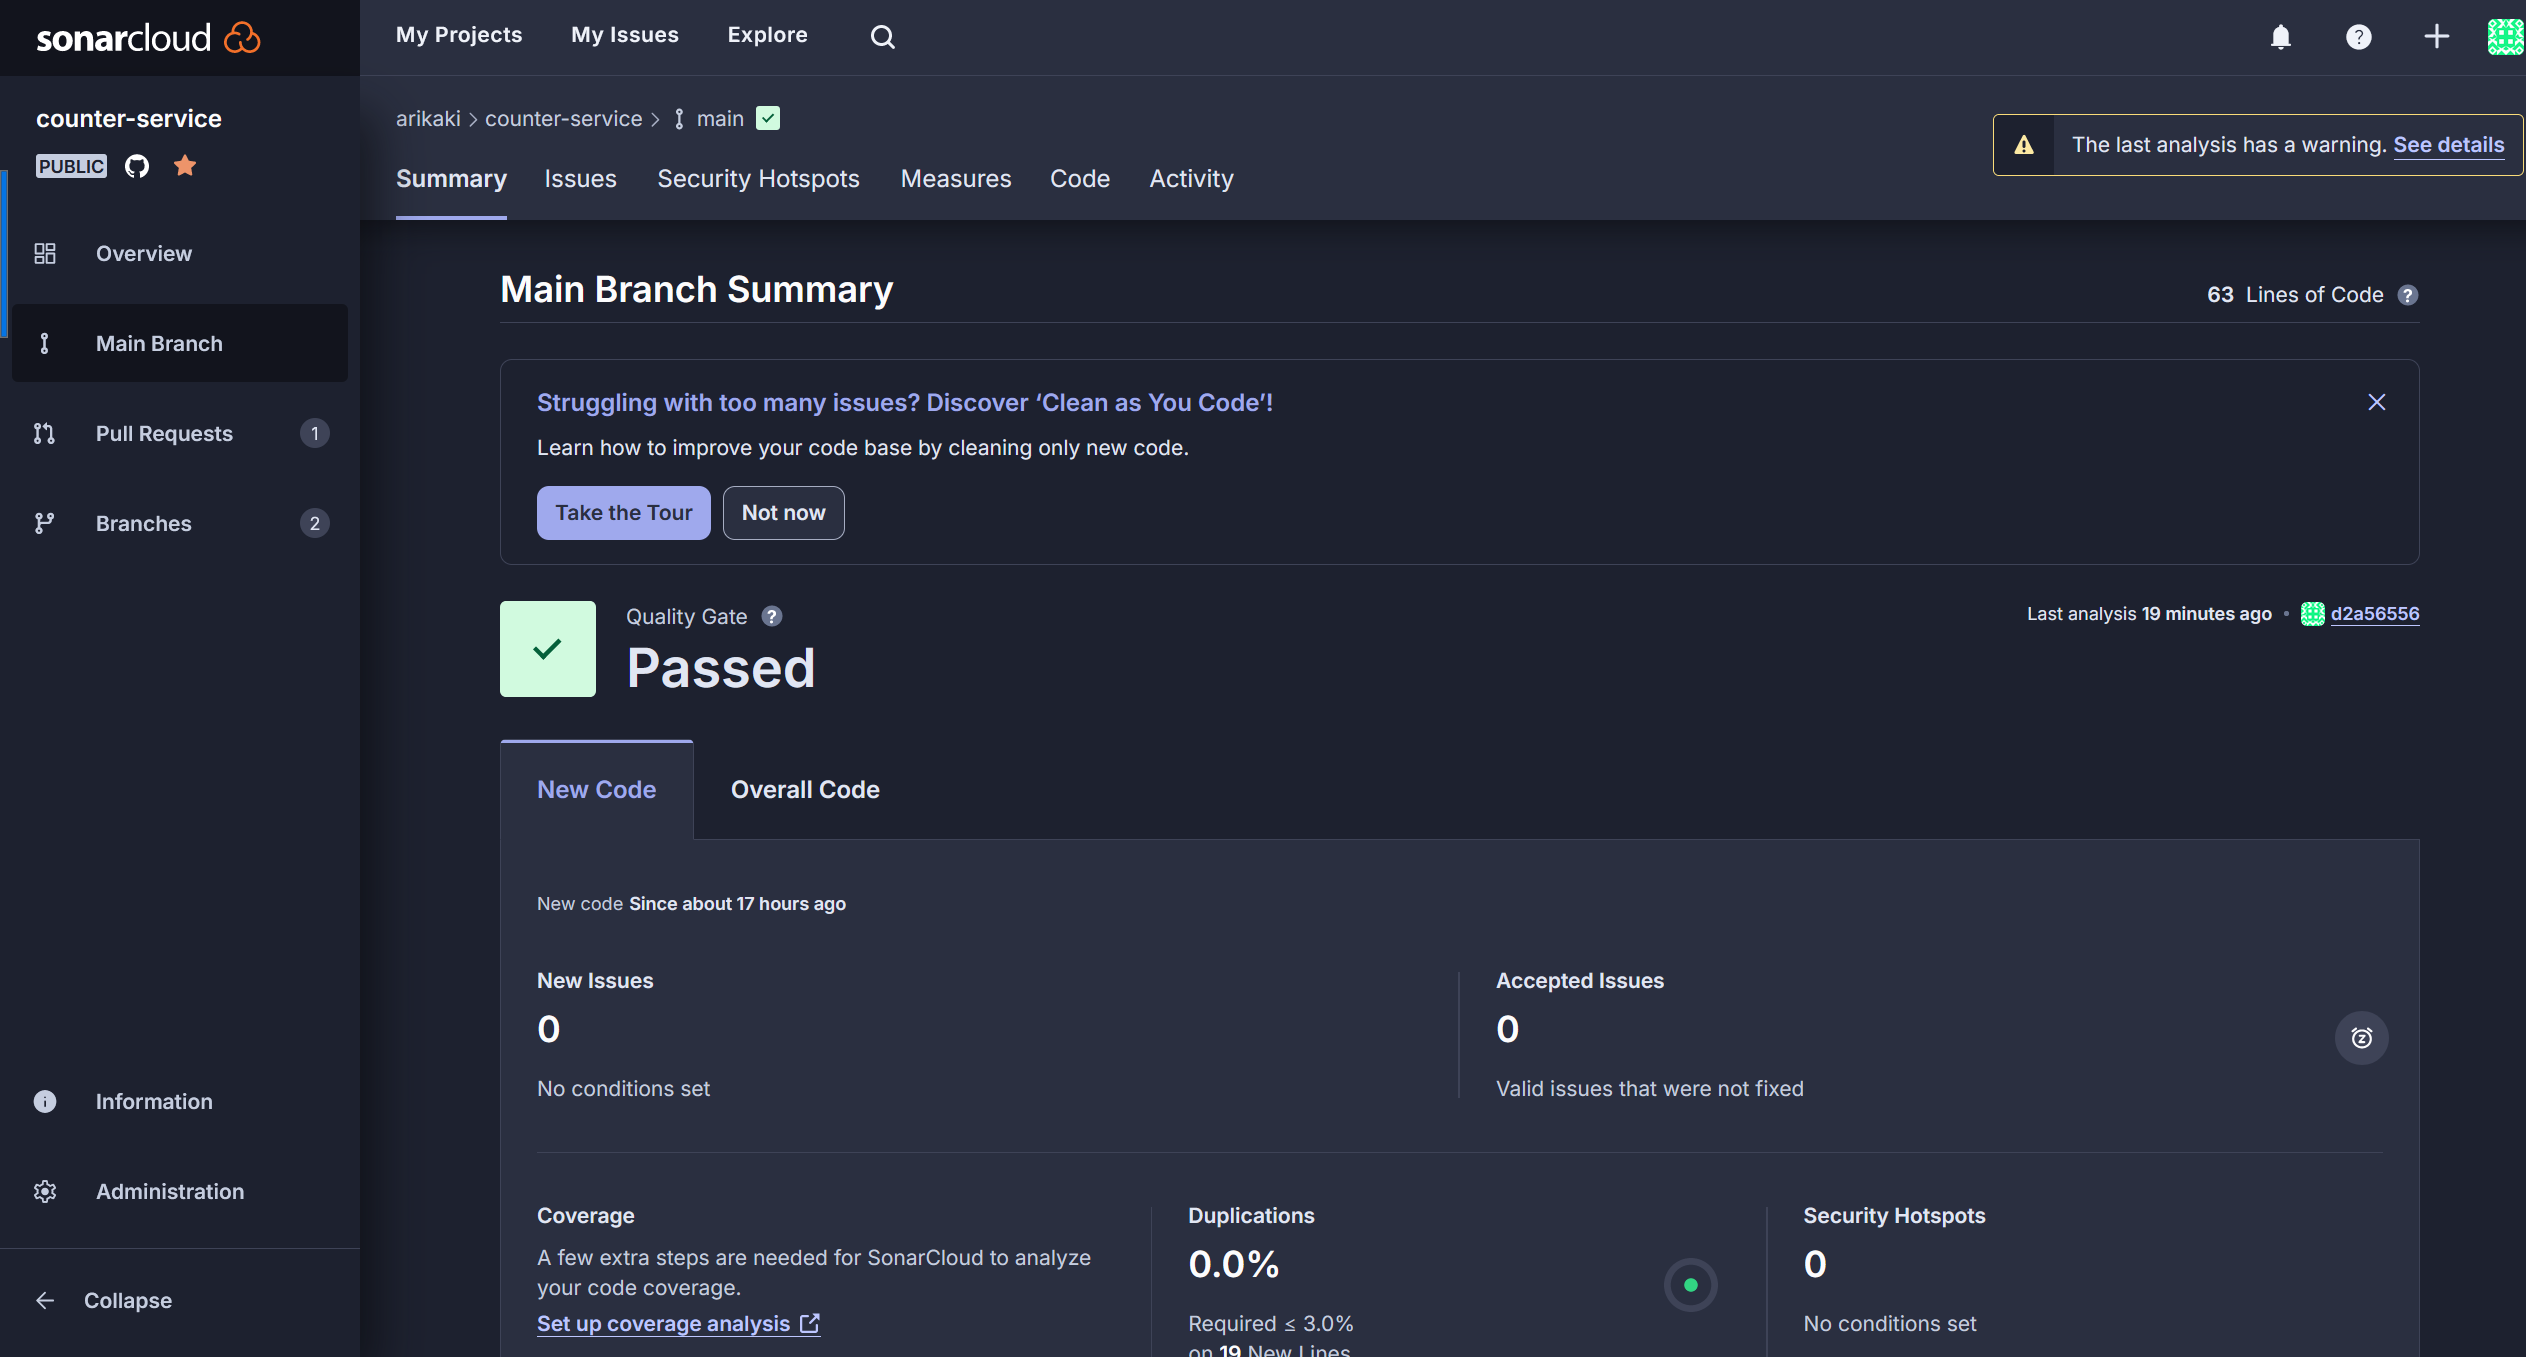 sonarcloud
My Projects My Issues Explore
counter-service
PUBLIC
Overview
Main Branch
Pull Requests 1
Branches 2
Information
Administration
Collapse
arikaki > counter-service > main
The last analysis has a warning. See details
Summary Issues Security Hotspots Measures Code Activity
Main Branch Summary
63 Lines of Code ?
Struggling with too many issues? Discover ‘Clean as You Code’!
Learn how to improve your code base by cleaning only new code.
Take the Tour Not now
Quality Gate ?
Passed
Last analysis 19 minutes ago • d2a56556
New Code Overall Code
New code Since about 17 hours ago
New Issues
0
No conditions set
Accepted Issues
0
Valid issues that were not fixed
Coverage
A few extra steps are needed for SonarCloud to analyze
your code coverage.
Set up coverage analysis
Duplications
0.0%
Required ≤ 3.0%
on 19 New Lines
Security Hotspots
0
No conditions set